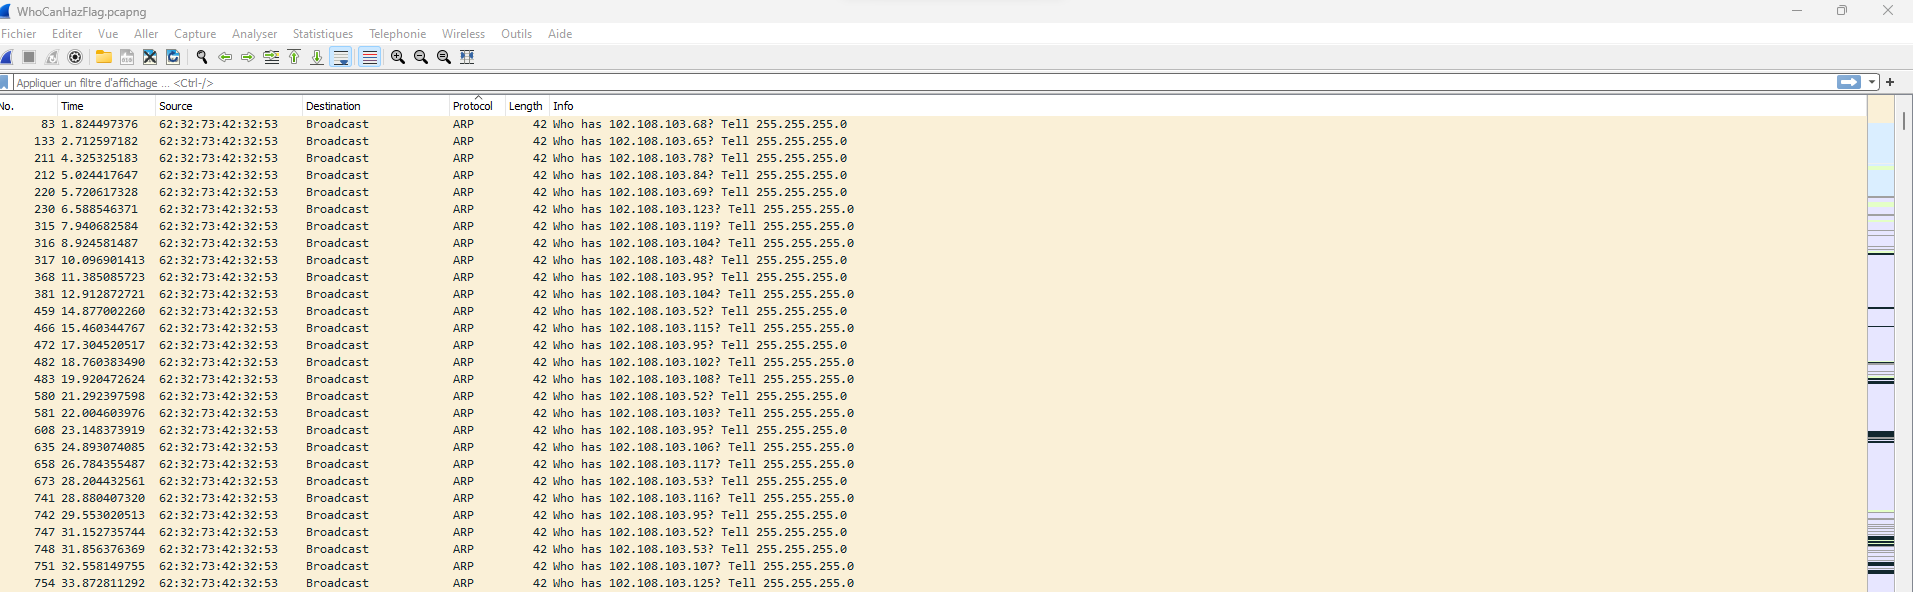 WhoCanHazFlag.pcapng
Fichier Editer Vue Aller Capture Analyser Statistiques Telephonie Wireless Outils Aide
Appliquer un filtre d'affichage ... <Ctrl-/>
No. Time Source Destination Protocol Length Info
83 1.824497376 62:32:73:42:32:53 Broadcast ARP 42 Who has 102.108.103.68? Tell 255.255.255.0
133 2.712597182 62:32:73:42:32:53 Broadcast ARP 42 Who has 102.108.103.65? Tell 255.255.255.0
211 4.325325183 62:32:73:42:32:53 Broadcast ARP 42 Who has 102.108.103.78? Tell 255.255.255.0
212 5.024417647 62:32:73:42:32:53 Broadcast ARP 42 Who has 102.108.103.84? Tell 255.255.255.0
220 5.720617328 62:32:73:42:32:53 Broadcast ARP 42 Who has 102.108.103.69? Tell 255.255.255.0
230 6.588546371 62:32:73:42:32:53 Broadcast ARP 42 Who has 102.108.103.123? Tell 255.255.255.0
315 7.940682584 62:32:73:42:32:53 Broadcast ARP 42 Who has 102.108.103.119? Tell 255.255.255.0
316 8.924581487 62:32:73:42:32:53 Broadcast ARP 42 Who has 102.108.103.104? Tell 255.255.255.0
317 10.096901413 62:32:73:42:32:53 Broadcast ARP 42 Who has 102.108.103.48? Tell 255.255.255.0
368 11.385085723 62:32:73:42:32:53 Broadcast ARP 42 Who has 102.108.103.95? Tell 255.255.255.0
381 12.912872721 62:32:73:42:32:53 Broadcast ARP 42 Who has 102.108.103.104? Tell 255.255.255.0
459 14.877002260 62:32:73:42:32:53 Broadcast ARP 42 Who has 102.108.103.52? Tell 255.255.255.0
466 15.460344767 62:32:73:42:32:53 Broadcast ARP 42 Who has 102.108.103.115? Tell 255.255.255.0
472 17.304520517 62:32:73:42:32:53 Broadcast ARP 42 Who has 102.108.103.95? Tell 255.255.255.0
482 18.760383490 62:32:73:42:32:53 Broadcast ARP 42 Who has 102.108.103.102? Tell 255.255.255.0
483 19.920472624 62:32:73:42:32:53 Broadcast ARP 42 Who has 102.108.103.108? Tell 255.255.255.0
580 21.292397598 62:32:73:42:32:53 Broadcast ARP 42 Who has 102.108.103.52? Tell 255.255.255.0
581 22.004603976 62:32:73:42:32:53 Broadcast ARP 42 Who has 102.108.103.103? Tell 255.255.255.0
608 23.148373919 62:32:73:42:32:53 Broadcast ARP 42 Who has 102.108.103.95? Tell 255.255.255.0
635 24.893074085 62:32:73:42:32:53 Broadcast ARP 42 Who has 102.108.103.106? Tell 255.255.255.0
658 26.784355487 62:32:73:42:32:53 Broadcast ARP 42 Who has 102.108.103.117? Tell 255.255.255.0
673 28.204432561 62:32:73:42:32:53 Broadcast ARP 42 Who has 102.108.103.53? Tell 255.255.255.0
741 28.880407320 62:32:73:42:32:53 Broadcast ARP 42 Who has 102.108.103.116? Tell 255.255.255.0
742 29.553020513 62:32:73:42:32:53 Broadcast ARP 42 Who has 102.108.103.95? Tell 255.255.255.0
747 31.152735744 62:32:73:42:32:53 Broadcast ARP 42 Who has 102.108.103.52? Tell 255.255.255.0
748 31.856376369 62:32:73:42:32:53 Broadcast ARP 42 Who has 102.108.103.53? Tell 255.255.255.0
751 32.558149755 62:32:73:42:32:53 Broadcast ARP 42 Who has 102.108.103.107? Tell 255.255.255.0
754 33.872811292 62:32:73:42:32:53 Broadcast ARP 42 Who has 102.108.103.125? Tell 255.255.255.0